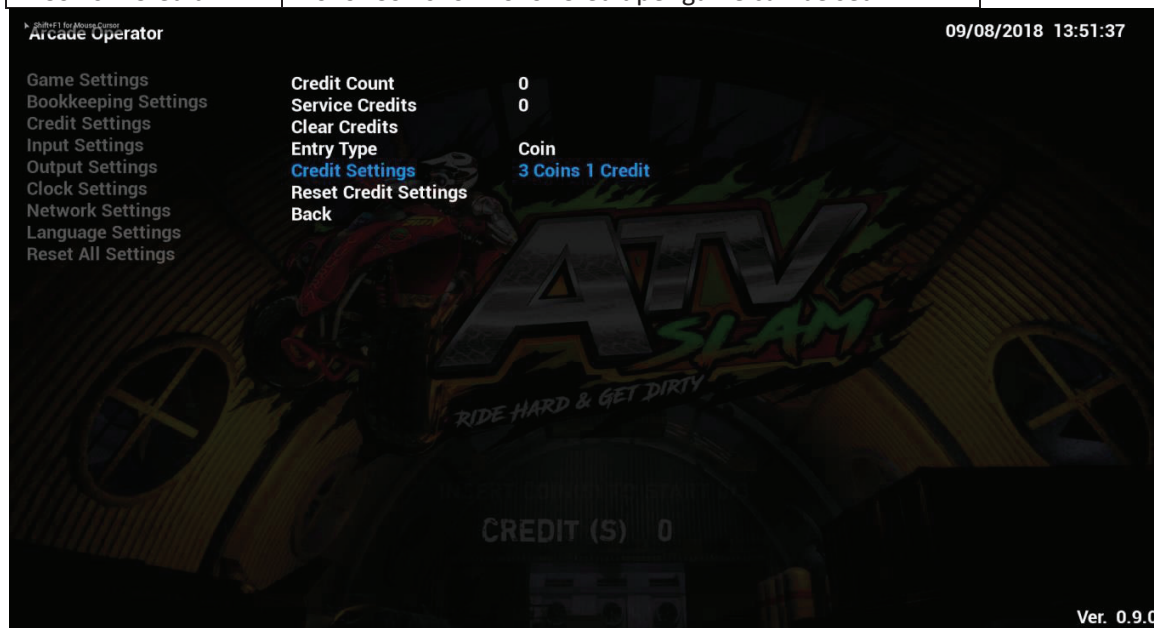 Shift+F1 for Mouse Cursor
Arcade Operator
09/08/2018 13:51:37
Game Settings
Bookkeeping Settings
Credit Settings
Input Settings
Output Settings
Clock Settings
Network Settings
Language Settings
Reset All Settings
Credit Count 0
Service Credits 0
Clear Credits
Entry Type Coin
Credit Settings 3 Coins 1 Credit
Reset Credit Settings
Back
ATV
SLAM
RIDE HARD & GET DIRTY
CREDIT (S) 0
Ver. 0.9.0